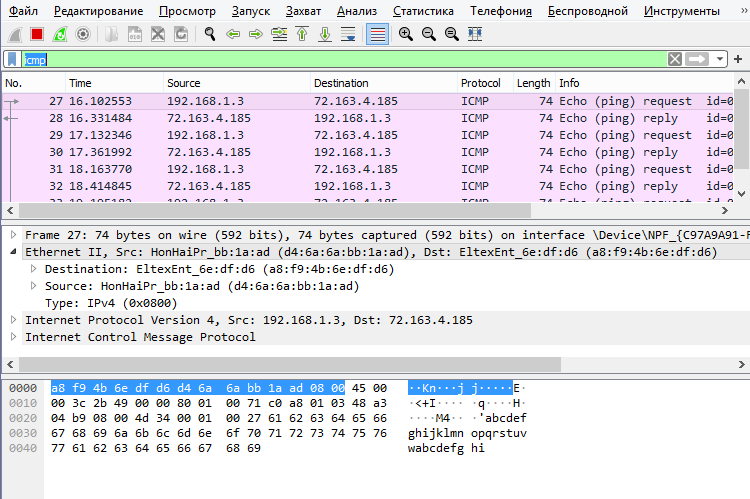 Файл Редактирование Просмотр Запуск Захват Анализ Статистика Телефония Беспроводной Инструменты »
icmp
No. Time Source Destination Protocol Length Info
27 16.102553 192.168.1.3 72.163.4.185 ICMP 74 Echo (ping) request id=0
28 16.331484 72.163.4.185 192.168.1.3 ICMP 74 Echo (ping) reply id=0
29 17.132346 192.168.1.3 72.163.4.185 ICMP 74 Echo (ping) request id=0
30 17.361992 72.163.4.185 192.168.1.3 ICMP 74 Echo (ping) reply id=0
31 18.163770 192.168.1.3 72.163.4.185 ICMP 74 Echo (ping) request id=0
32 18.414845 72.163.4.185 192.168.1.3 ICMP 74 Echo (ping) reply id=0
Frame 27: 74 bytes on wire (592 bits), 74 bytes captured (592 bits) on interface \Device\NPF_{C97A9A91-F
Ethernet II, Src: HonHaiPr_bb:1a:ad (d4:6a:6a:bb:1a:ad), Dst: EltexEnt_6e:df:d6 (a8:f9:4b:6e:df:d6)
Destination: EltexEnt_6e:df:d6 (a8:f9:4b:6e:df:d6)
Source: HonHaiPr_bb:1a:ad (d4:6a:6a:bb:1a:ad)
Type: IPv4 (0x0800)
Internet Protocol Version 4, Src: 192.168.1.3, Dst: 72.163.4.185
Internet Control Message Protocol
0000 a8 f9 4b 6e df d6 d4 6a 6a bb 1a ad 08 00 45 00 ··Kn···jj·····E·
0010 00 3c 2b 49 00 00 80 01 00 71 c0 a8 01 03 48 a3 ·<+I·····q····H·
0020 04 b9 08 00 4d 34 00 01 00 27 61 62 63 64 65 66 ····M4···'abcdef
0030 67 68 69 6a 6b 6c 6d 6e 6f 70 71 72 73 74 75 76 ghijklmn opqrstuv
0040 77 61 62 63 64 65 66 67 68 69 wabcdefg hi